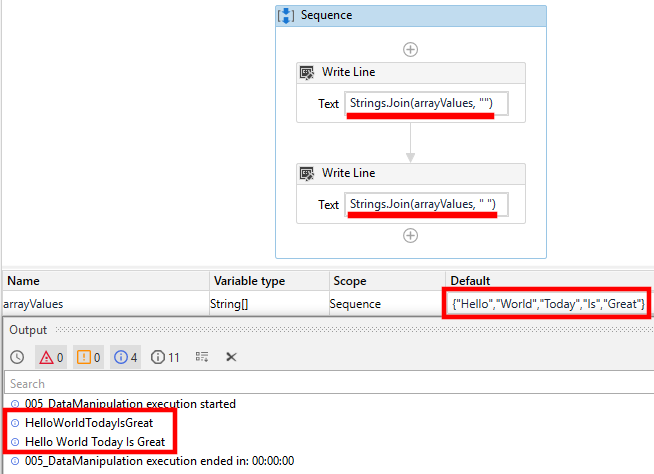 Sequence
Write Line
Text Strings.Join(arrayValues, "")
Write Line
Text Strings.Join(arrayValues, " ")
Name Variable type Scope Default
arrayValues String[] Sequence {"Hello","World","Today","Is","Great"}
Output
0 0 4 11
Search
005_DataManipulation execution started
HelloWorldTodayIsGreat
Hello World Today Is Great
005_DataManipulation execution ended in: 00:00:00